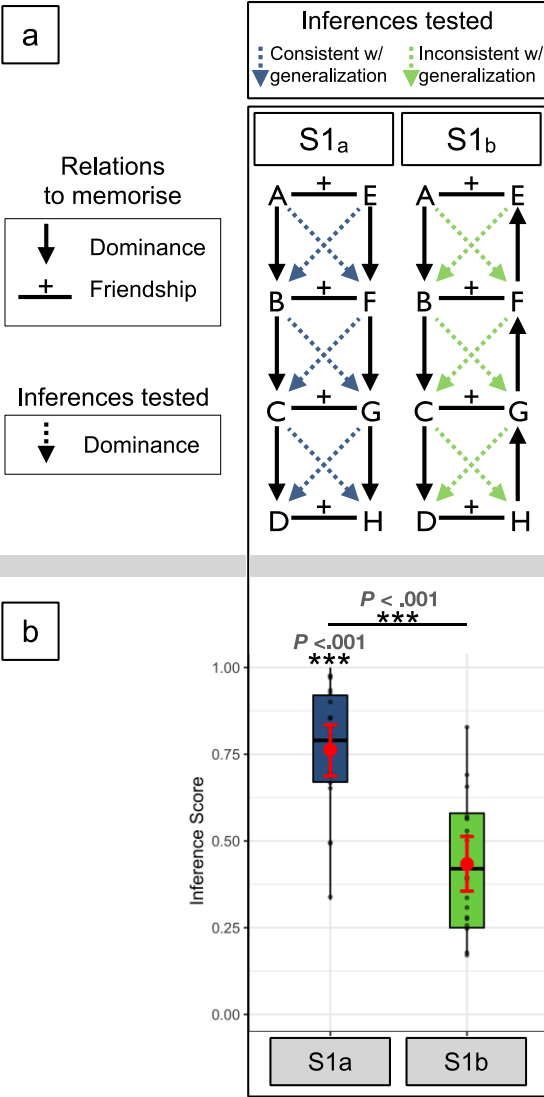 a
Inferences tested
Consistent w/ generalization
Inconsistent w/ generalization
S1a
S1b
Relations
to memorise
Dominance
+
Friendship
Inferences tested
Dominance
A + E
B + F
C + G
D + H
A + E
B + F
C + G
D + H
b
P < .001
***
P <.001
***
1.00
0.75
0.50
0.25
0.00
Inference Score
S1a
S1b